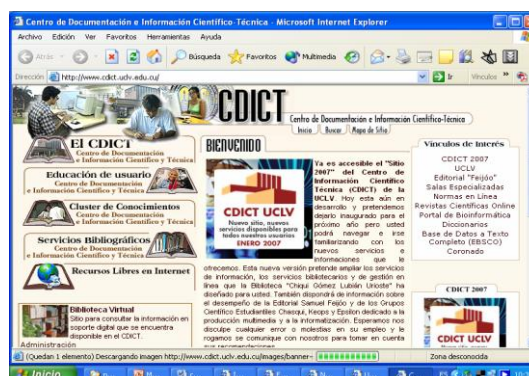 Centro de Documentación e Información Científico-Técnica - Microsoft Internet Explorer
Archivo Edición Ver Favoritos Herramientas Ayuda
Atrás Búsqueda Favoritos Multimedia
Dirección http://www.cdict.uclv.edu.cu/ Ir Vínculos
CDICT
Centro de Documentación e Información Científico-Técnica
Inicio Buscar Mapa de Sitio
El CDICT
Centro de Documentación
e Información Científico y Técnica
Educación de usuario
Centro de Documentación
e Información Científico y Técnica
Cluster de Conocimientos
Centro de Documentación
e Información Científico y Técnica
Servicios Bibliográficos
Centro de Documentación
e Información Científico y Técnica
Recursos Libres en Internet
Biblioteca Virtual
Sitio para consultar la información en
soporte digital que se encuentra
disponible en el CDICT.
Administración
BIENVENIDO
CDICT UCLV
Nuevo sitio, nuevos
servicios disponibles para
todos nuestros usuarios
ENERO 2007
Ya es accesible el "Sitio
2007" del Centro de
Información Científico
Técnica (CDICT) de la
UCLV. Hoy esta aún en
desarrollo y pretendemos
dejarlo inaugurado para el
próximo año pero usted
podrá navegar e irse
familiarizando con los
nuevos servicios e
informaciones que le
ofrecemos. Esta nueva versión pretende ampliar los servicios
de información, los servicios bibliotecarios y de gestión en
línea que la Biblioteca "Chiqui Gómez Lubián Urioste" ha
diseñado para usted. También dispondrá de información sobre
el desempeño de la Editorial Samuel Feijóo y de los Grupos
Científico Estudiantiles Chasqui, Keops y Epsilon dedicado a la
producción multimedia y a la informatización. Esperamos nos
disculpe cualquier error o molestias en su empleo y le
rogamos se comunique con nosotros para tomar en cuenta
sus recomendaciones.
Vínculos de Interés
CDICT 2007
UCLV
Editorial "Feijóo"
Salas Especializadas
Normas en Línea
Revistas Científicas Online
Portal de Bioinformática
Diccionarios
Base de Datos a Texto
Completo (EBSCO)
Coronado
CDICT 2007
CDICT UCLV
(Quedan 1 elemento) Descargando imagen http://www.cdict.uclv.edu.cu/images/banner- Zona desconocida
Inicio ES